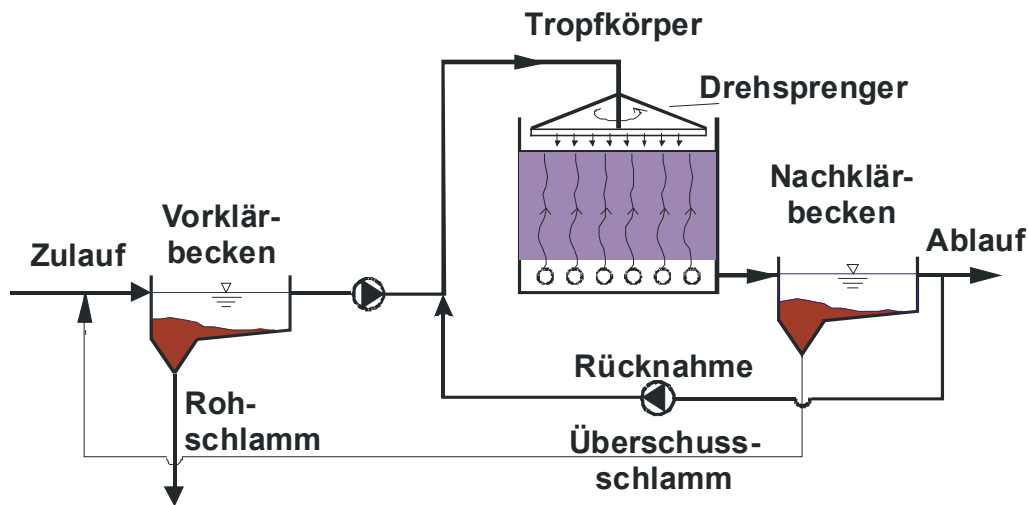 Tropfkörper
Drehsprenger
Nachklär-
becken
Vorklär-
becken
Zulauf
Ablauf
Rücknahme
Roh-
schlamm
Überschuss-
schlamm